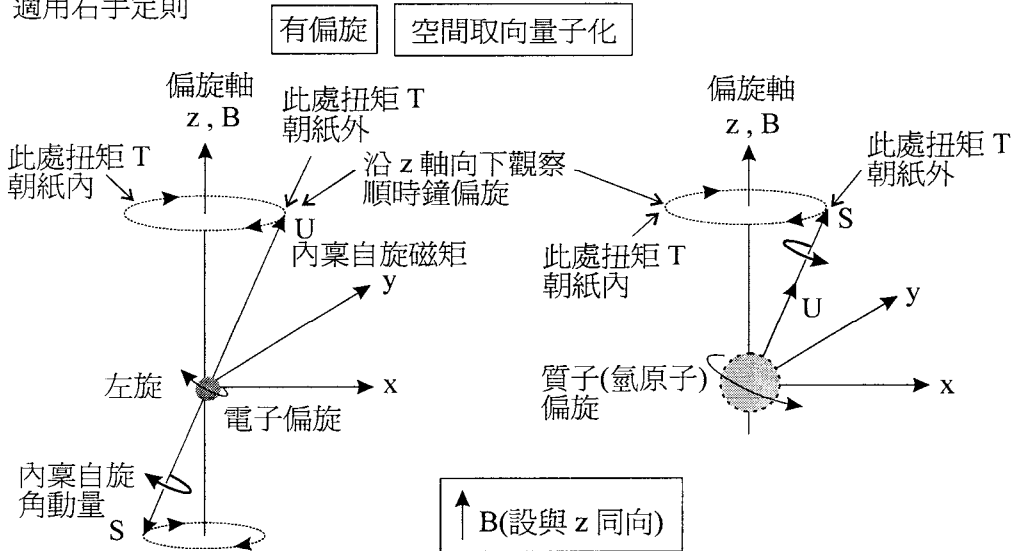 適用右手定則
有偏旋
空間取向量子化
偏旋軸
z , B
此處扭矩 T
朝紙外
此處扭矩 T
朝紙內
沿 z 軸向下觀察
順時鐘偏旋
U
內稟自旋磁矩
y
左旋
x
電子偏旋
內稟自旋
角動量
S
偏旋軸
z , B
此處扭矩 T
朝紙外
S
此處扭矩 T
朝紙內
U
y
質子(氫原子)
偏旋
x
B(設與 z 同向)